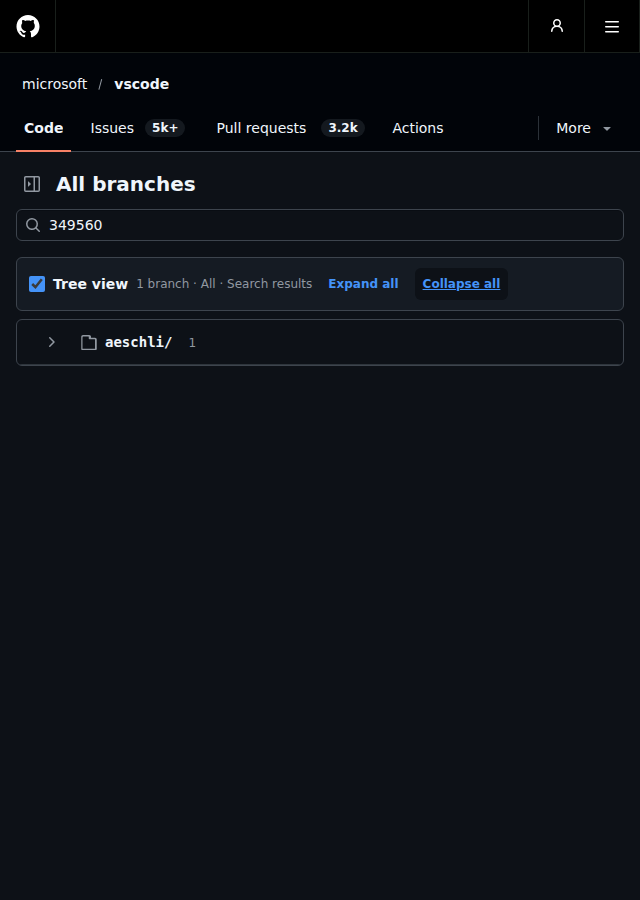 microsoft / vscode
Code Issues 5k+ Pull requests 3.2k Actions More
All branches
349560
Tree view 1 branch · All · Search results Expand all Collapse all
aeschli/ 1